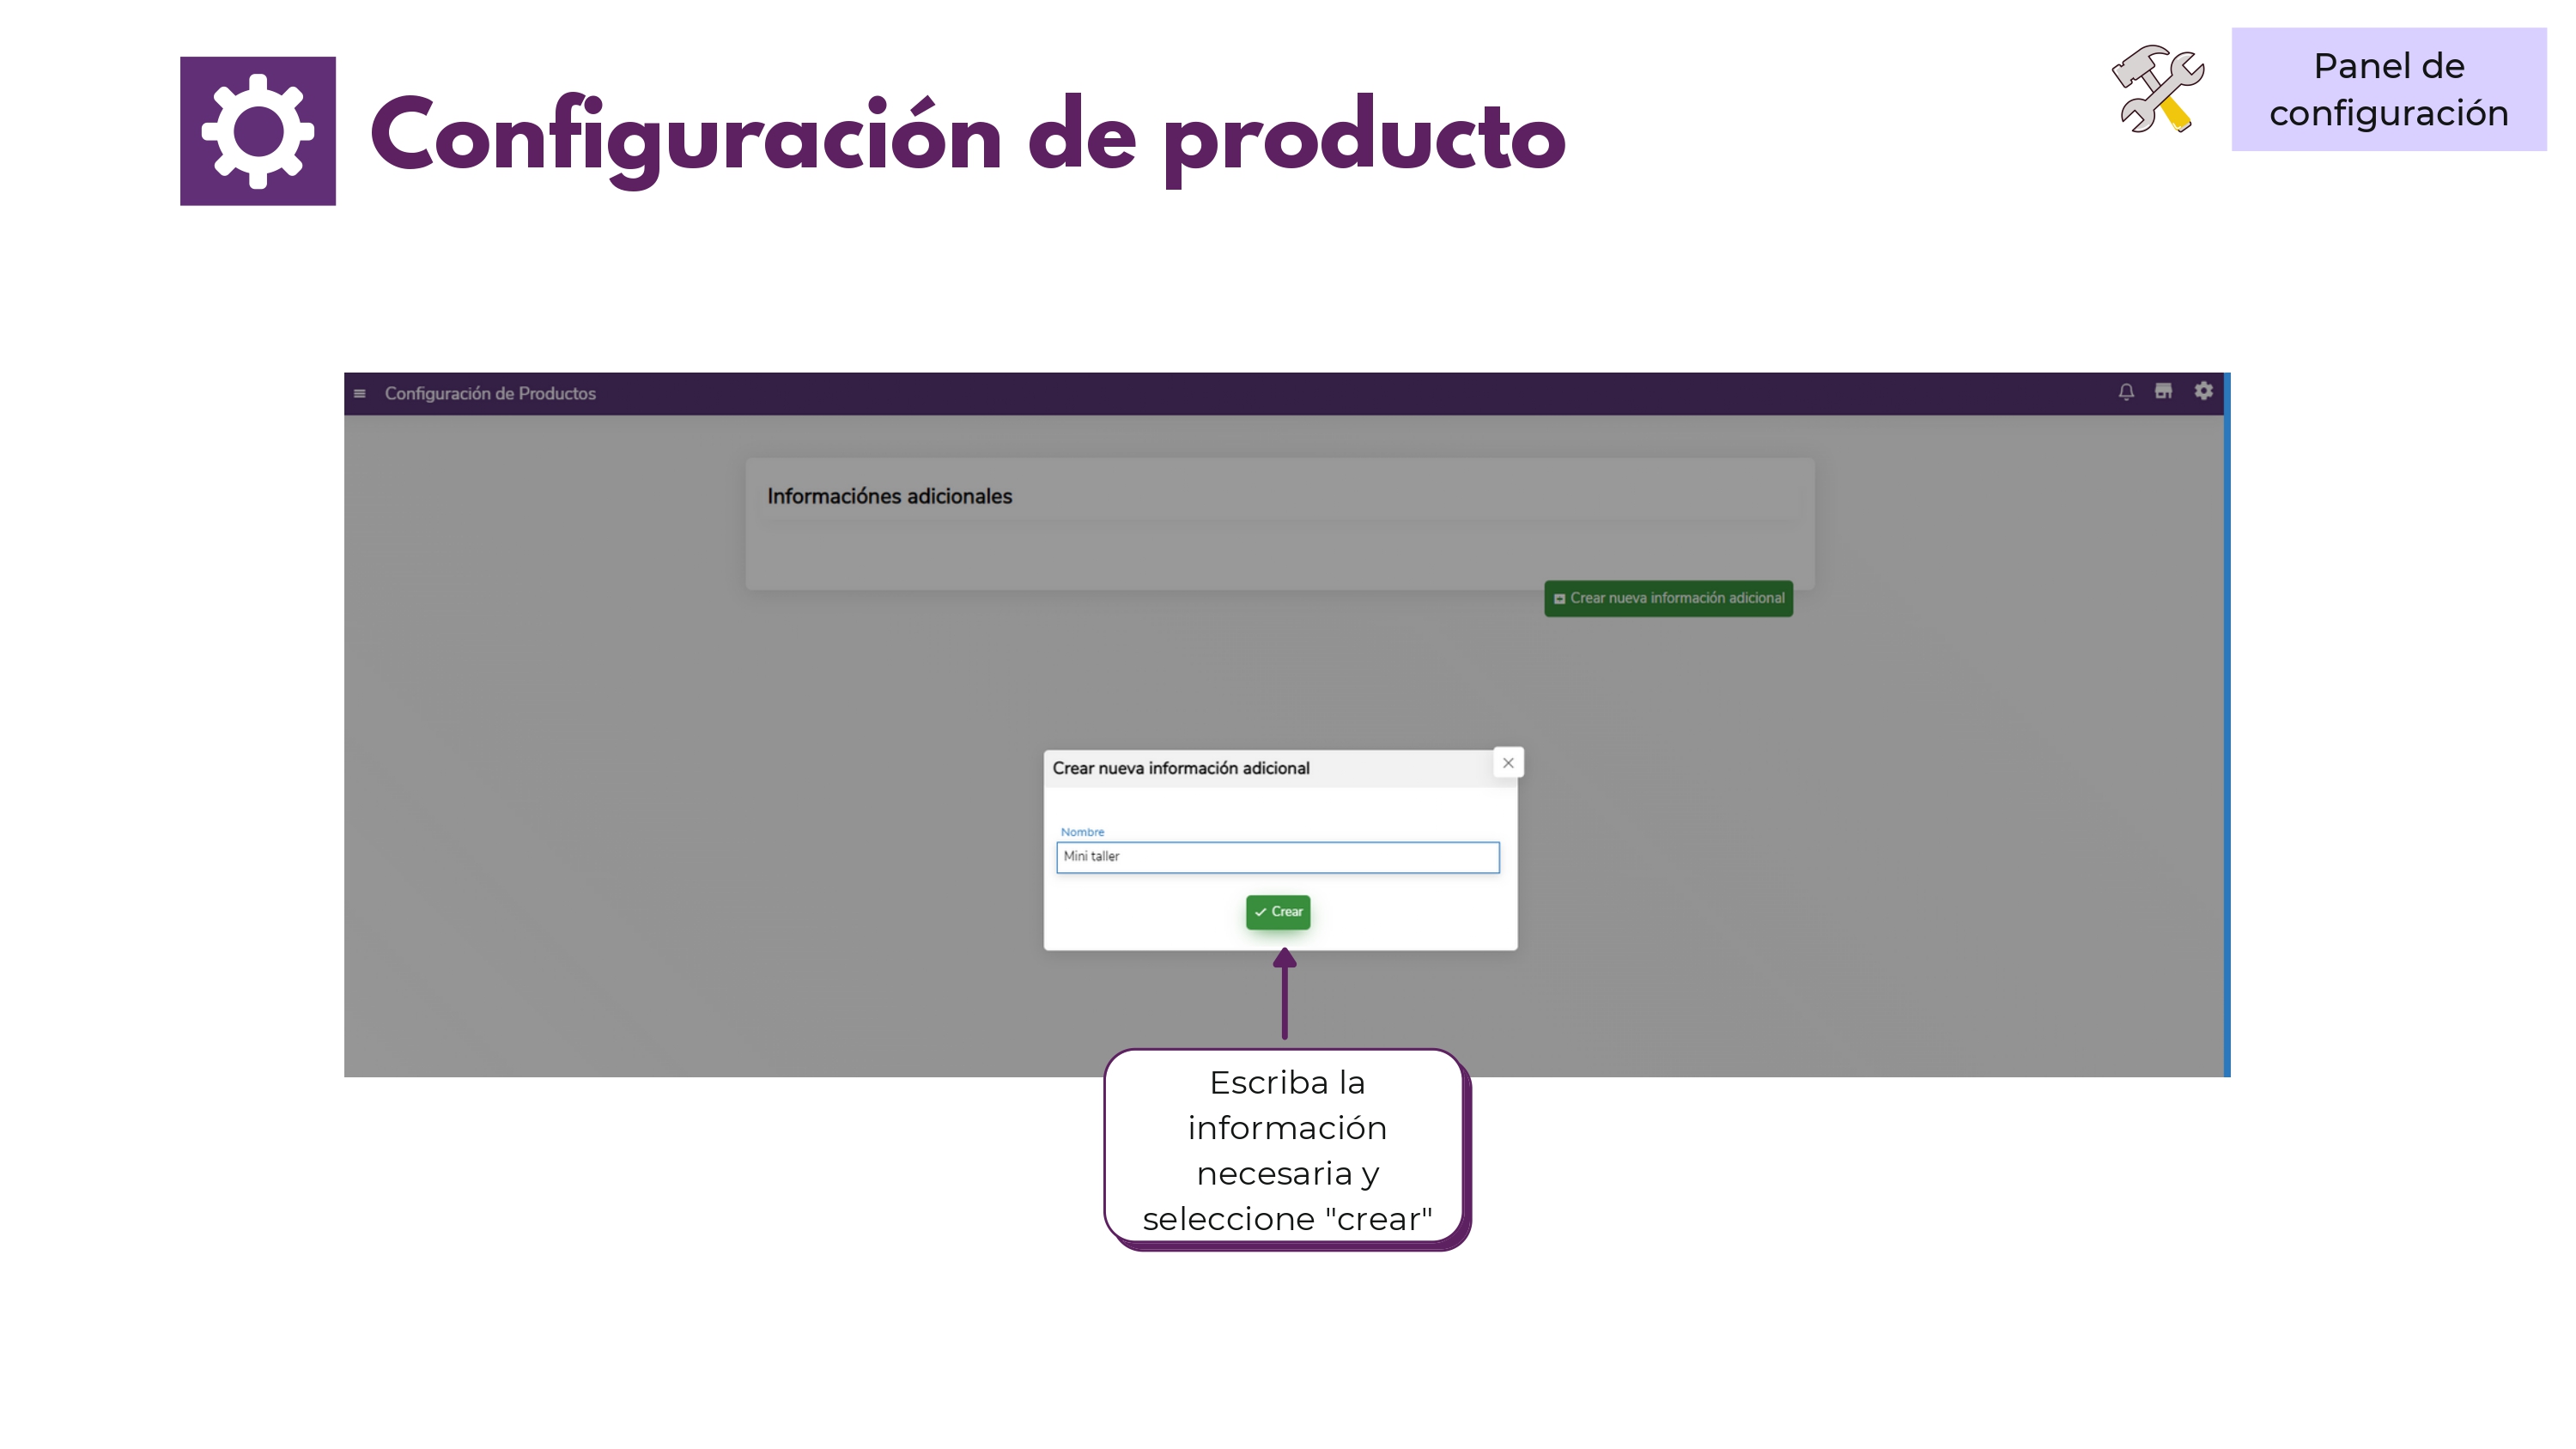 Configuración de producto
Panel de
configuración
Configuración de Productos
Informaciónes adicionales
Crear nueva información adicional
Crear nueva información adicional
Nombre
Mini taller
Crear
Escriba la
información
necesaria y
seleccione "crear"